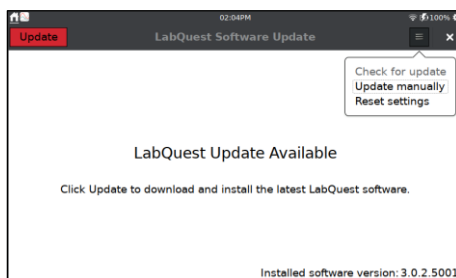 02:04PM
100%
Update
LabQuest Software Update
Check for update
Update manually
Reset settings
LabQuest Update Available
Click Update to download and install the latest LabQuest software.
Installed software version: 3.0.2.5001